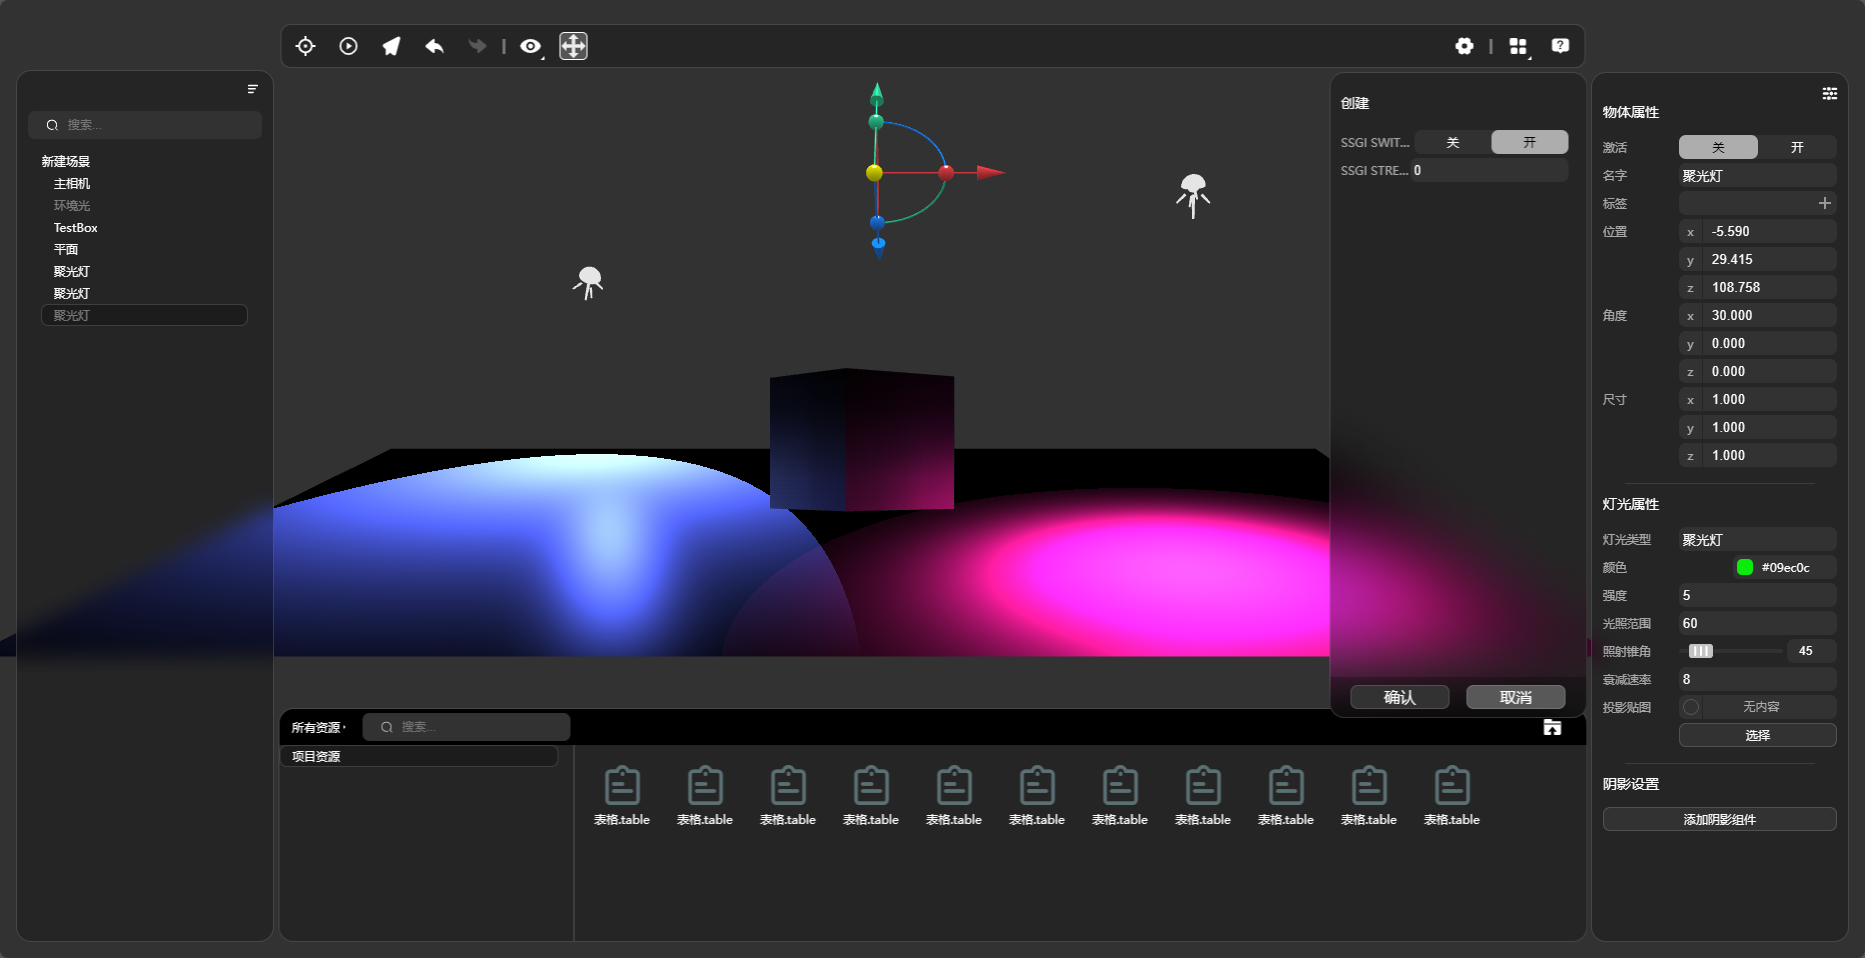 搜索...
新建场景
主相机
环境光
TestBox
平面
聚光灯
聚光灯
聚光灯
创建
SSGI SWIT... 关 开
SSGI STRE... 0
确认 取消
所有资源 搜索...
项目资源
表格.table 表格.table 表格.table 表格.table 表格.table 表格.table 表格.table 表格.table 表格.table 表格.table 表格.table
物体属性
激活 关 开
名字 聚光灯
标签
位置 x -5.590
y 29.415
z 108.758
角度 x 30.000
y 0.000
z 0.000
尺寸 x 1.000
y 1.000
z 1.000
灯光属性
灯光类型 聚光灯
颜色 #09ec0c
强度 5
光照范围 60
照射锥角 45
衰减速率 8
投影贴图 无内容
选择
阴影设置
添加阴影组件